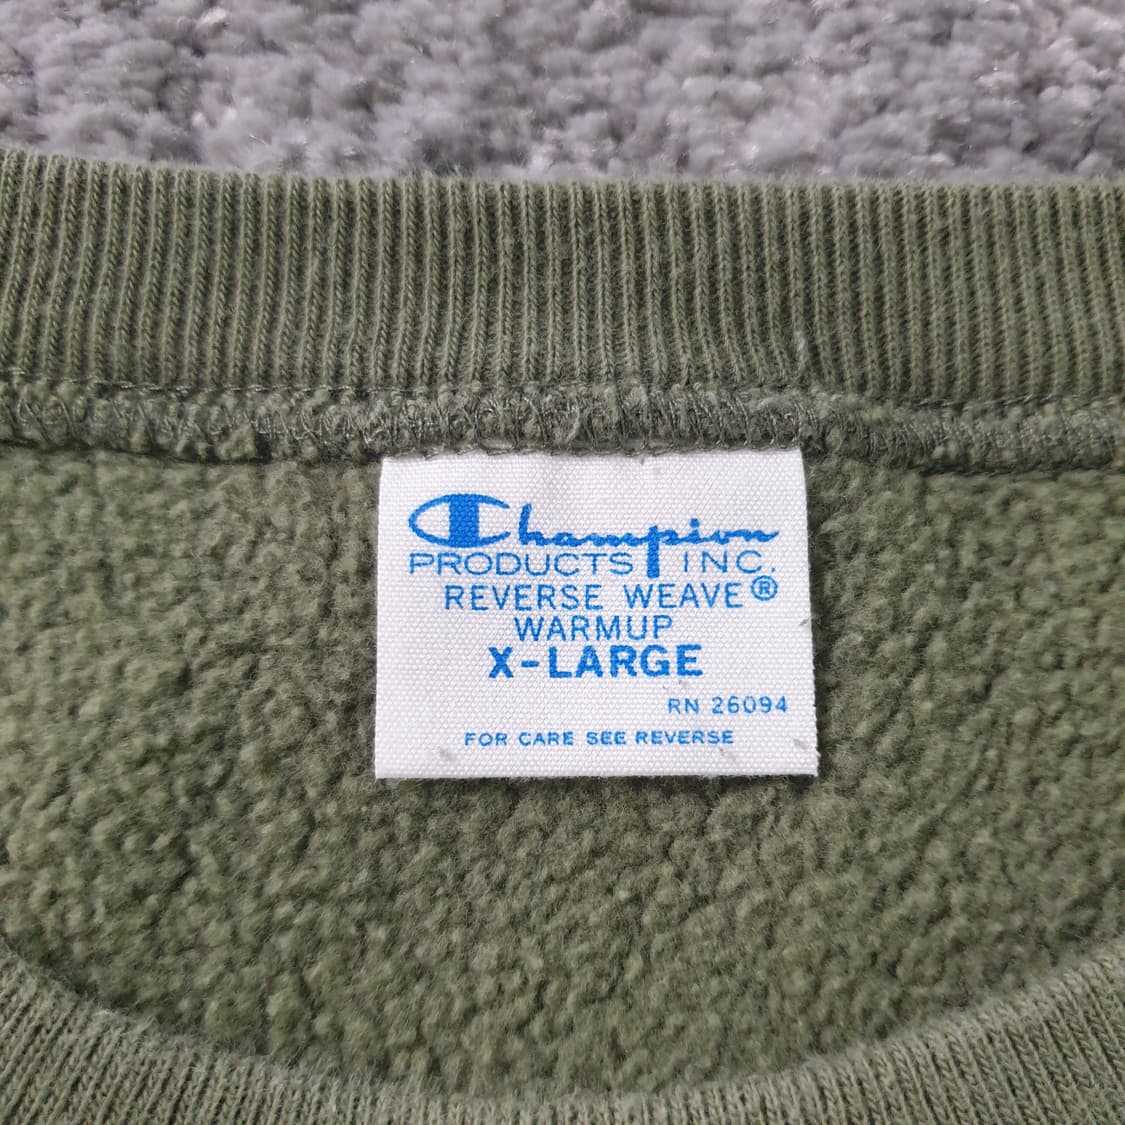 Champion
PRODUCTS INC.
REVERSE WEAVE®
WARMUP
X-LARGE
RN 26094
FOR CARE SEE REVERSE